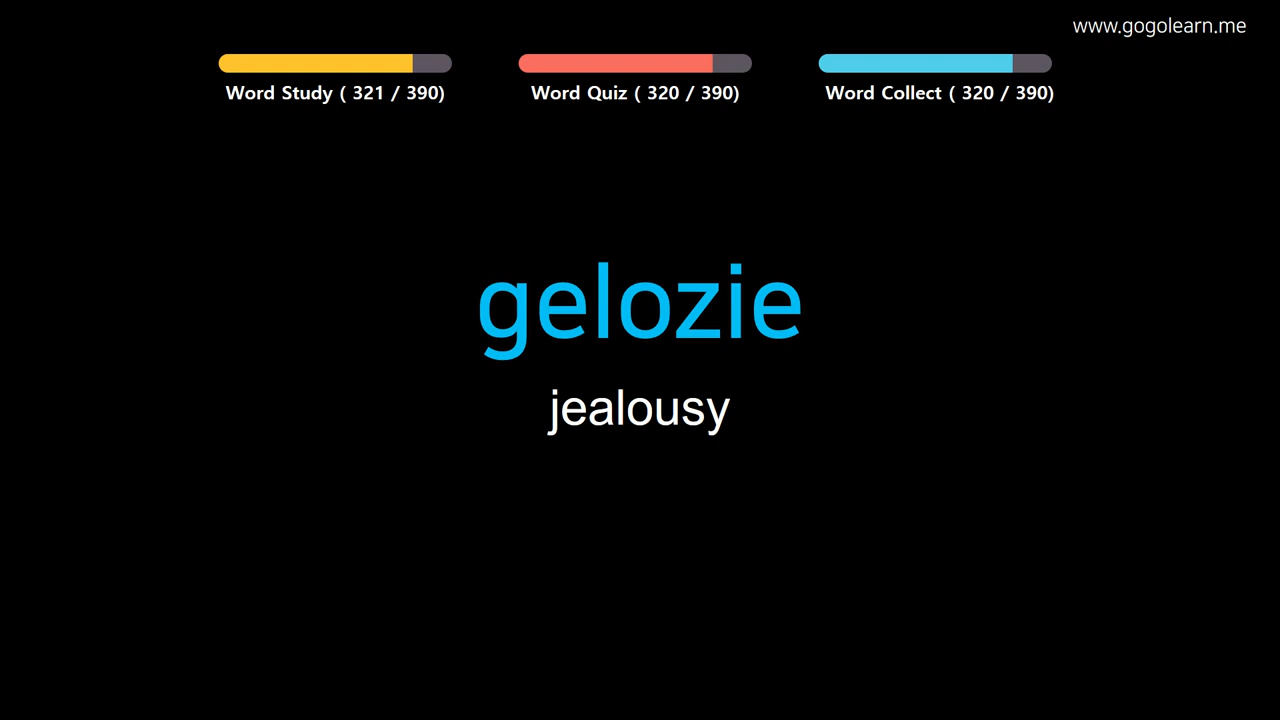 www.gogolearn.me
Word Study ( 321 / 390)
Word Quiz ( 320 / 390)
Word Collect ( 320 / 390)
gelozie
jealousy